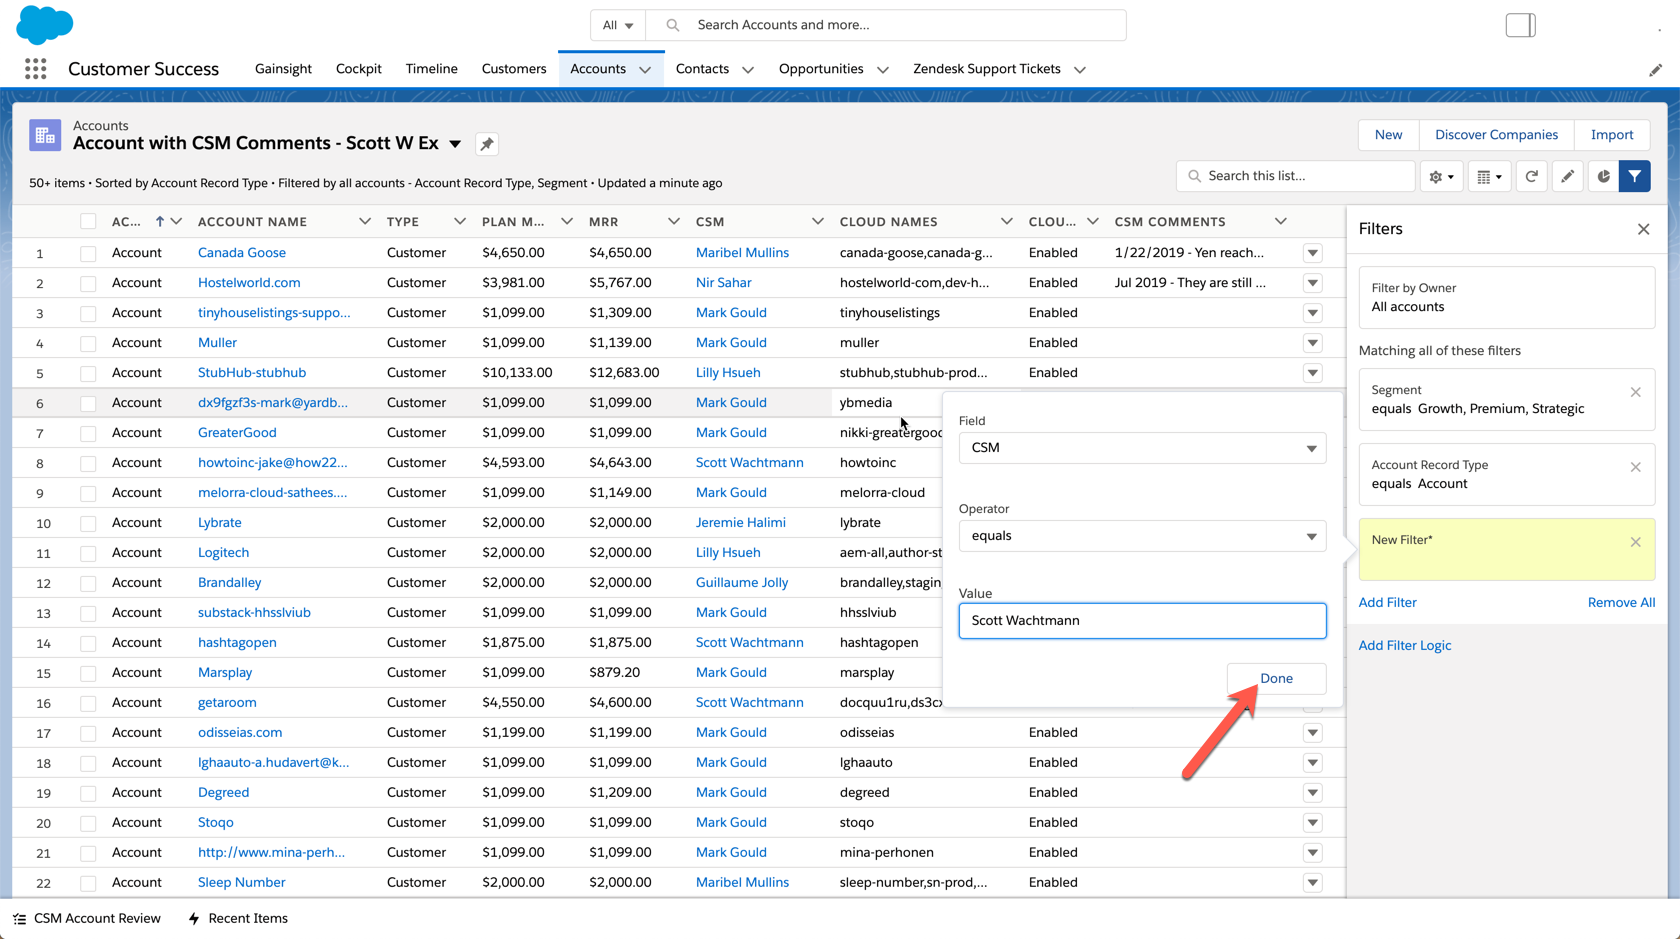 All
Search Accounts and more...
Customer Success
Gainsight
Cockpit
Timeline
Customers
Accounts
Contacts
Opportunities
Zendesk Support Tickets
Accounts
Account with CSM Comments - Scott W Ex
New
Discover Companies
Import
50+ items • Sorted by Account Record Type • Filtered by all accounts - Account Record Type, Segment • Updated a minute ago
Search this list...
AC... ACCOUNT NAME TYPE PLAN M... MRR CSM CLOUD NAMES CLOU... CSM COMMENTS
1 Account Canada Goose Customer $4,650.00 $4,650.00 Maribel Mullins canada-goose,canada-g... Enabled 1/22/2019 - Yen reach...
2 Account Hostelworld.com Customer $3,981.00 $5,767.00 Nir Sahar hostelworld-com,dev-h... Enabled Jul 2019 - They are still ...
3 Account tinyhouselistings-suppo... Customer $1,099.00 $1,309.00 Mark Gould tinyhouselistings Enabled
4 Account Muller Customer $1,099.00 $1,139.00 Mark Gould muller Enabled
5 Account StubHub-stubhub Customer $10,133.00 $12,683.00 Lilly Hsueh stubhub,stubhub-prod... Enabled
6 Account dx9fgzf3s-mark@yardb... Customer $1,099.00 $1,099.00 Mark Gould ybmedia
7 Account GreaterGood Customer $1,099.00 $1,099.00 Mark Gould nikki-greatergood
8 Account howtoinc-jake@how22... Customer $4,593.00 $4,643.00 Scott Wachtmann howtoinc
9 Account melorra-cloud-sathees.... Customer $1,099.00 $1,149.00 Mark Gould melorra-cloud
10 Account Lybrate Customer $2,000.00 $2,000.00 Jeremie Halimi lybrate
11 Account Logitech Customer $2,000.00 $2,000.00 Lilly Hsueh aem-all,author-st
12 Account Brandalley Customer $2,000.00 $2,000.00 Guillaume Jolly brandalley,stagin
13 Account substack-hhsslviub Customer $1,099.00 $1,099.00 Mark Gould hhsslviub
14 Account hashtagopen Customer $1,875.00 $1,875.00 Scott Wachtmann hashtagopen
15 Account Marsplay Customer $1,099.00 $879.20 Mark Gould marsplay
16 Account getaroom Customer $4,550.00 $4,600.00 Scott Wachtmann docquu1ru,ds3cx
17 Account odisseias.com Customer $1,199.00 $1,199.00 Mark Gould odisseias Enabled
18 Account lghaauto-a.hudavert@k... Customer $1,099.00 $1,099.00 Mark Gould lghaauto Enabled
19 Account Degreed Customer $1,099.00 $1,209.00 Mark Gould degreed Enabled
20 Account Stoqo Customer $1,099.00 $1,099.00 Mark Gould stoqo Enabled
21 Account http://www.mina-perh... Customer $1,099.00 $1,099.00 Mark Gould mina-perhonen Enabled
22 Account Sleep Number Customer $2,000.00 $2,000.00 Maribel Mullins sleep-number,sn-prod,... Enabled
Field
CSM
Operator
equals
Value
Scott Wachtmann
Done
Filters
Filter by Owner
All accounts
Matching all of these filters
Segment
equals Growth, Premium, Strategic
Account Record Type
equals Account
New Filter*
Add Filter
Remove All
Add Filter Logic
CSM Account Review
Recent Items